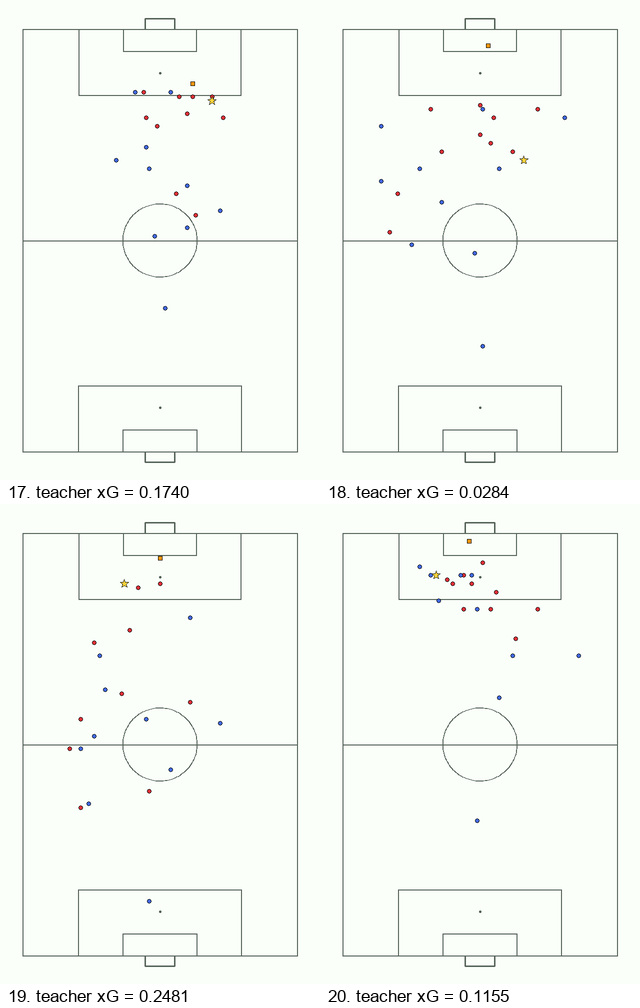 17. teacher xG = 0.1740
18. teacher xG = 0.0284
19. teacher xG = 0.2481
20. teacher xG = 0.1155